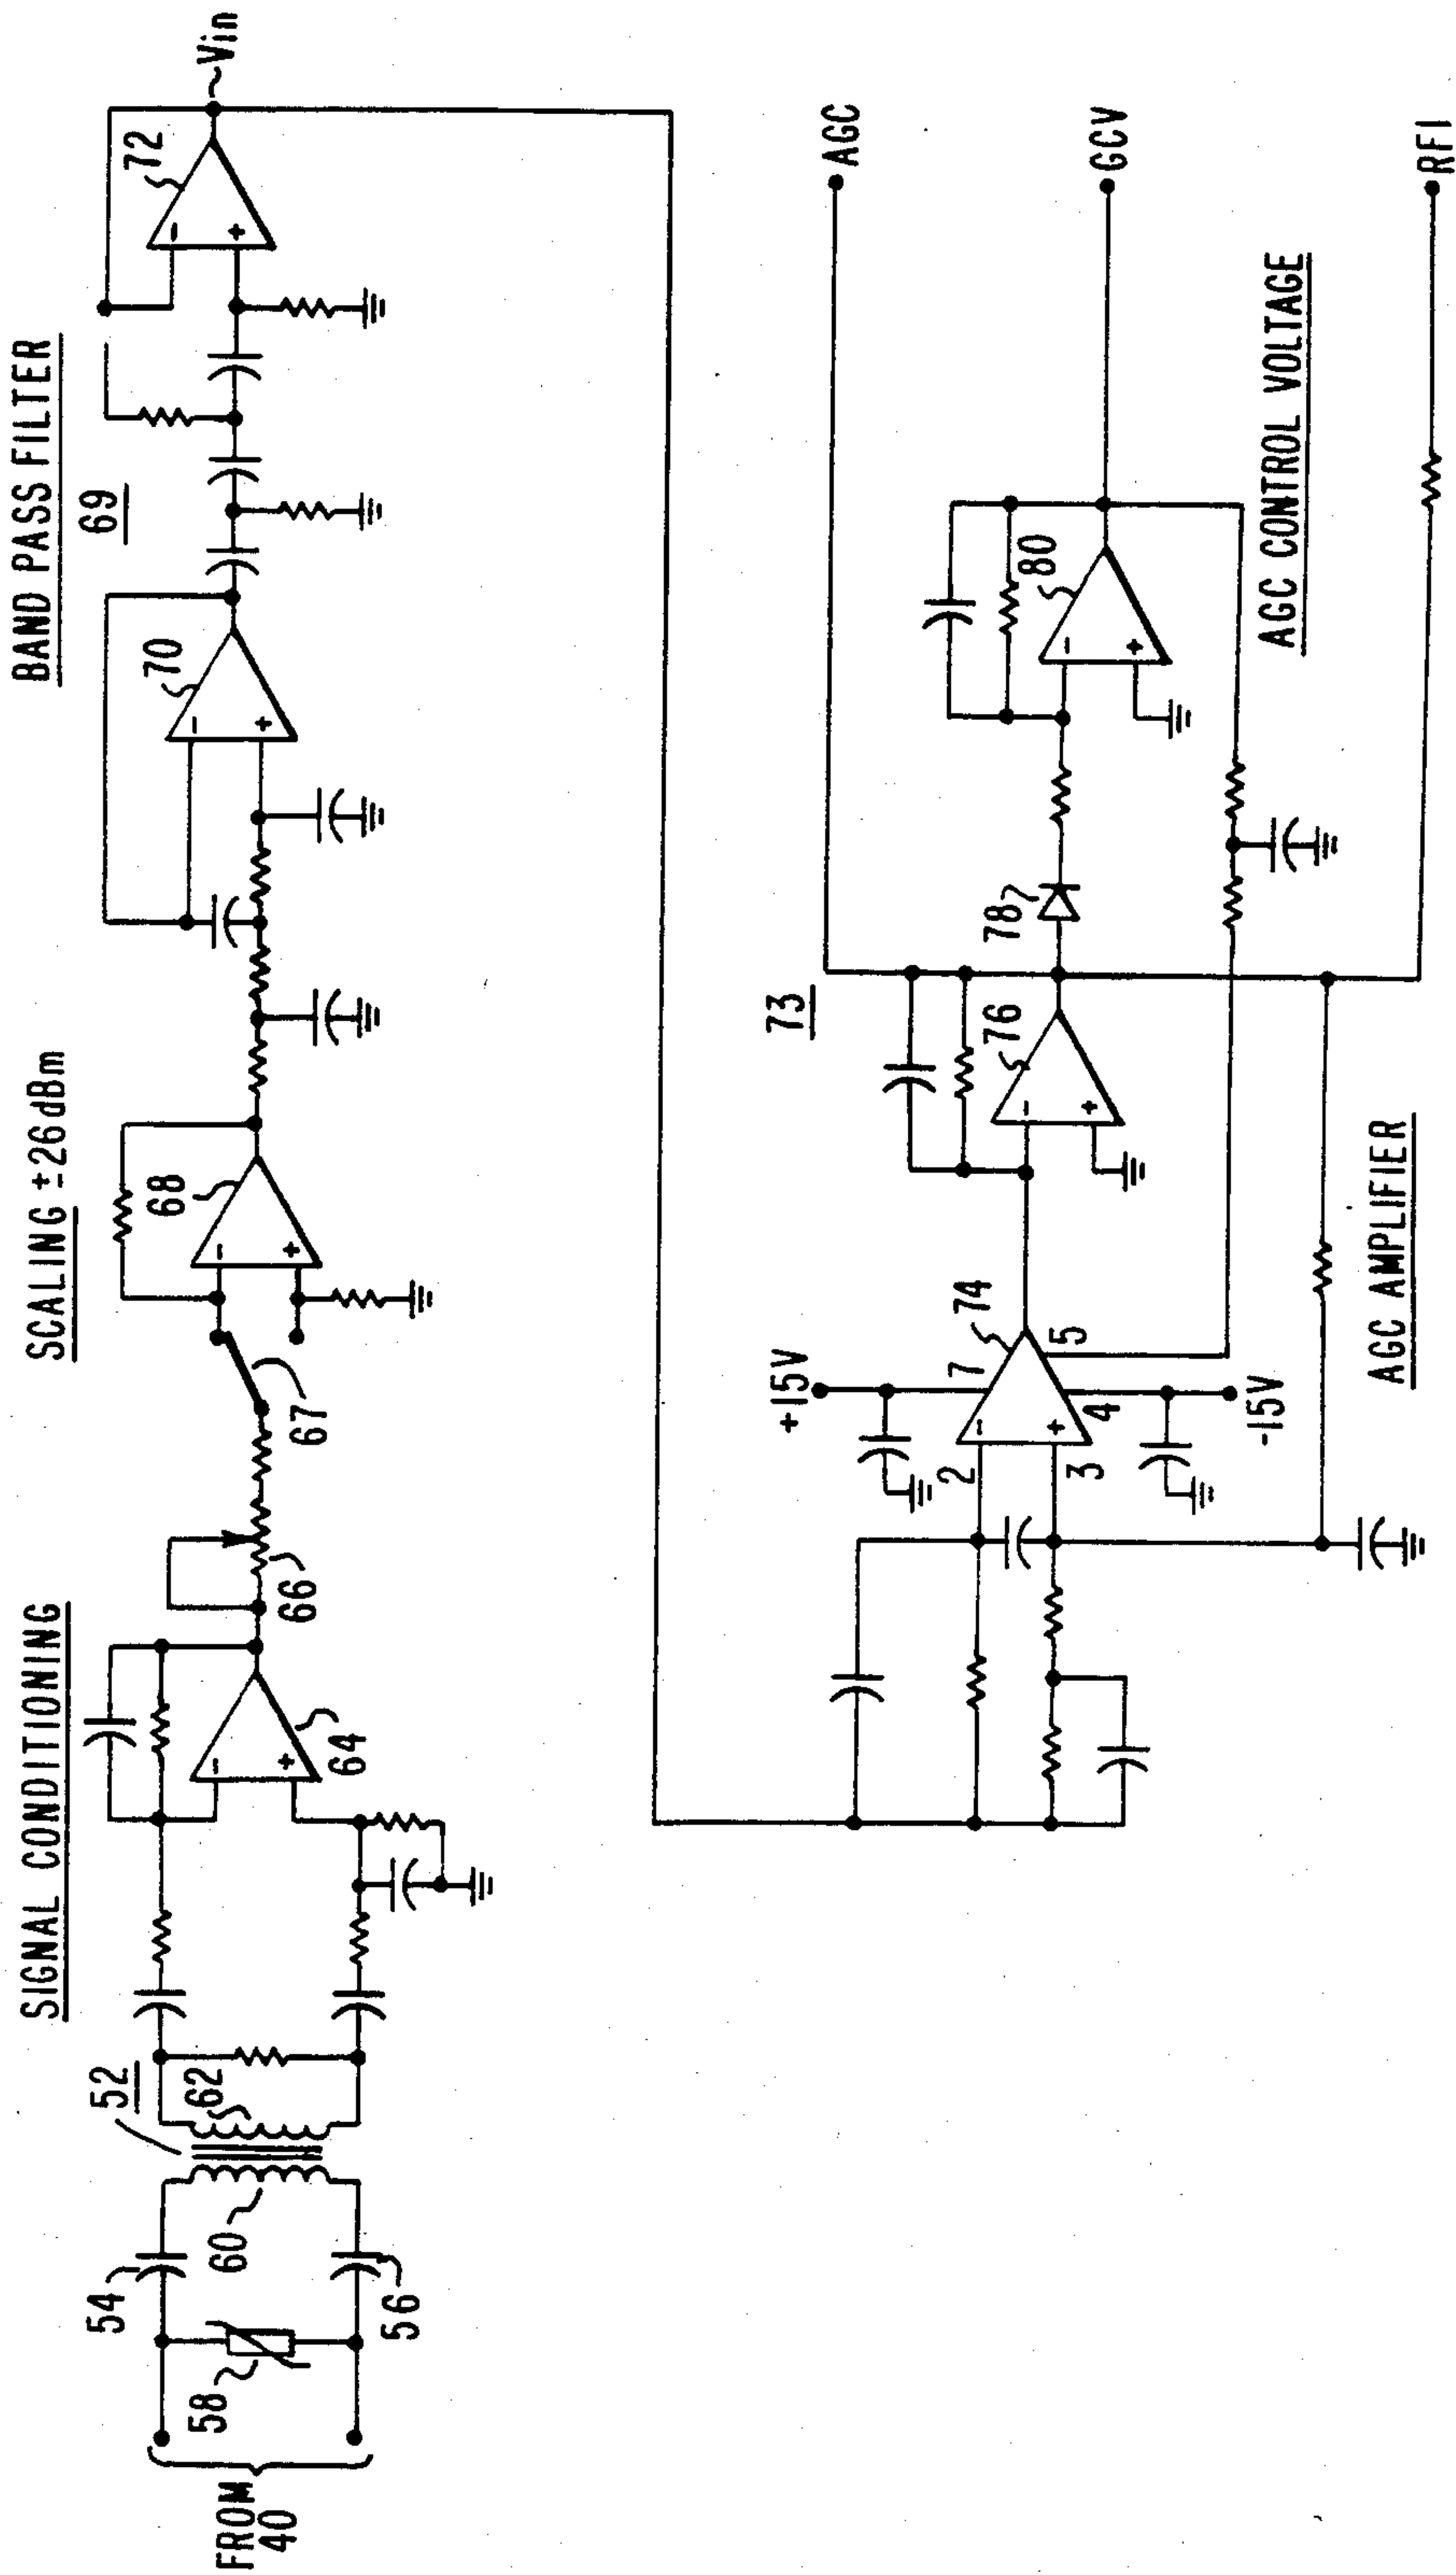 SIGNAL CONDITIONING
SCALING ±26dBm
BAND PASS FILTER
69
FROM
40
54
58
56
60
52
62
64
66
67
68
70
72
Vin
73
+15V
-15V
2
3
7
4
5
74
76
78
80
AGC
GCV
RFI
AGC AMPLIFIER
AGC CONTROL VOLTAGE